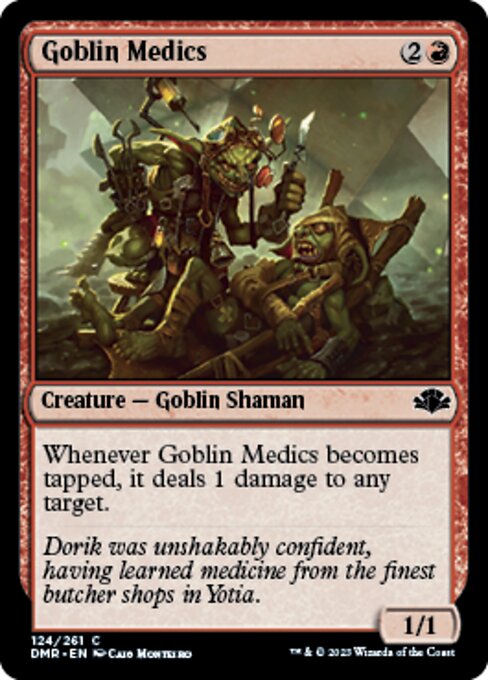 Goblin Medics 2
Creature — Goblin Shaman
Whenever Goblin Medics becomes
tapped, it deals 1 damage to any
target.
Dorik was unshakably confident,
having learned medicine from the finest
butcher shops in Yotia.
1/1
124/261 C
DMR • EN Caio Monteiro
™ & © 2023 Wizards of the Coast